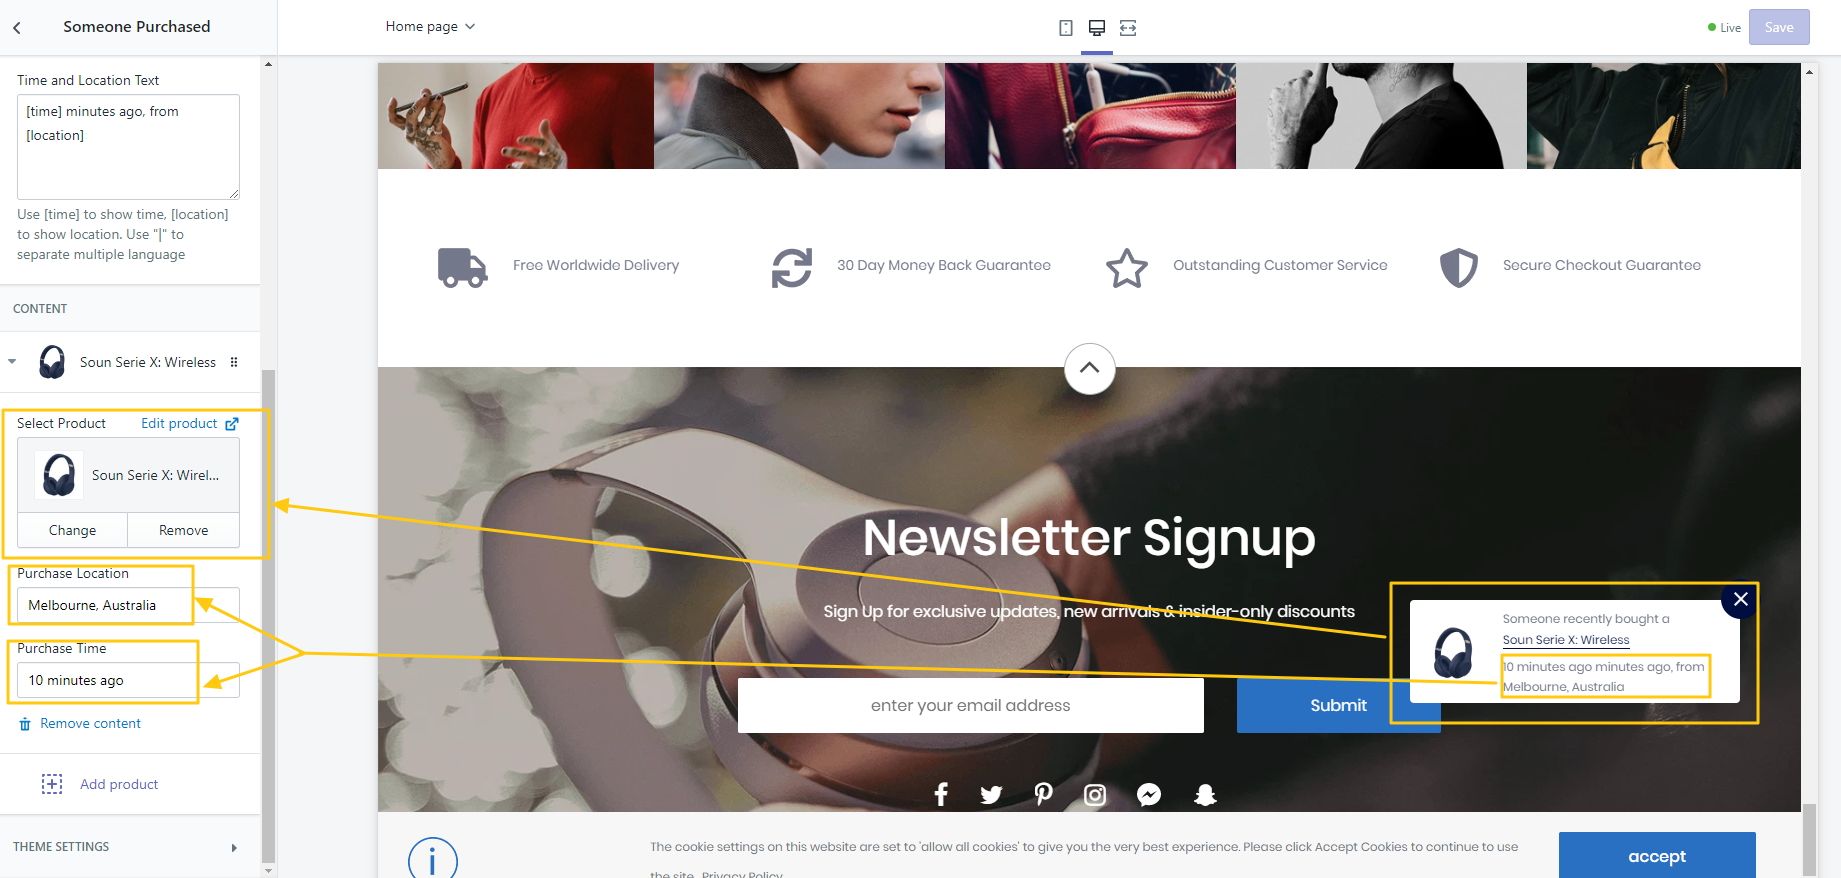 Someone Purchased
Home page
Live
Save
Time and Location Text
[time] minutes ago, from
[location]
Use [time] to show time, [location]
to show location. Use "|" to
separate multiple language
CONTENT
Soun Serie X: Wireless
Select Product
Edit product
Soun Serie X: Wirel...
Change
Remove
Purchase Location
Melbourne, Australia
Purchase Time
10 minutes ago
Remove content
Add product
THEME SETTINGS
Free Worldwide Delivery
30 Day Money Back Guarantee
Outstanding Customer Service
Secure Checkout Guarantee
Newsletter Signup
Sign Up for exclusive updates, new arrivals & insider-only discounts
enter your email address
Submit
Someone recently bought a
Soun Serie X: Wireless
10 minutes ago minutes ago, from
Melbourne, Australia
The cookie settings on this website are set to 'allow all cookies' to give you the very best experience. Please click Accept Cookies to continue to use
the site. Privacy Policy
accept